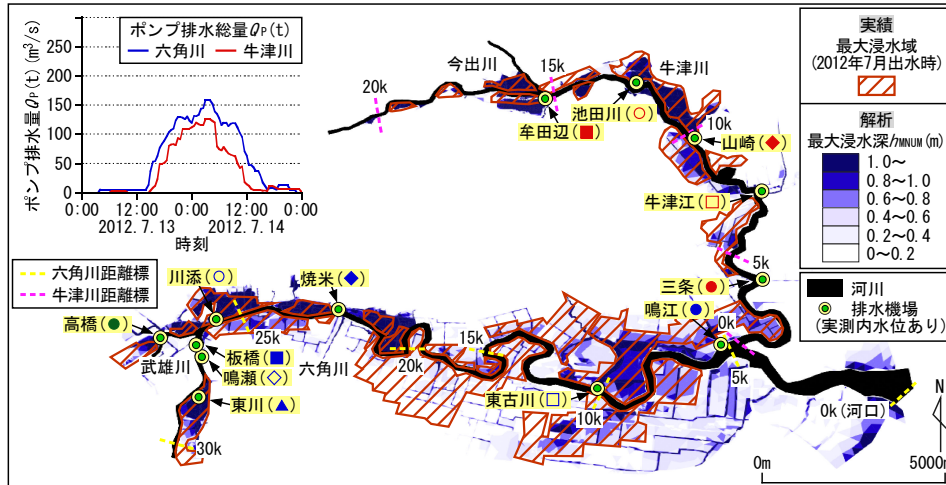 ポンプ排水総量QP(t)
六角川 牛津川
ポンプ排水量QP(t)(m³/s)
250
200
150
100
50
0
0:00 12:00 0:00 12:00 0:00
2012.7.13 2012.7.14
時刻
六角川距離標
牛津川距離標
今出川
15k
牛津川
20k
池田川(○)
牟田辺(■)
10k
山崎(◆)
牛津江(□)
5k
三条(●)
鳴江(●)
0k
5k
川添(○)
焼米(◆)
高橋(●)
武雄川
25k
板橋(■)
鳴瀬(◇)
東川(▲)
30k
六角川
20k
15k
東古川(□)
10k
0k(河口)
実績
最大浸水域
(2012年7月出水時)
解析
最大浸水深hMNUM(m)
1.0~
0.8~1.0
0.6~0.8
0.4~0.6
0.2~0.4
0~0.2
河川
排水機場
(実測内水位あり)
N
0m 5000m